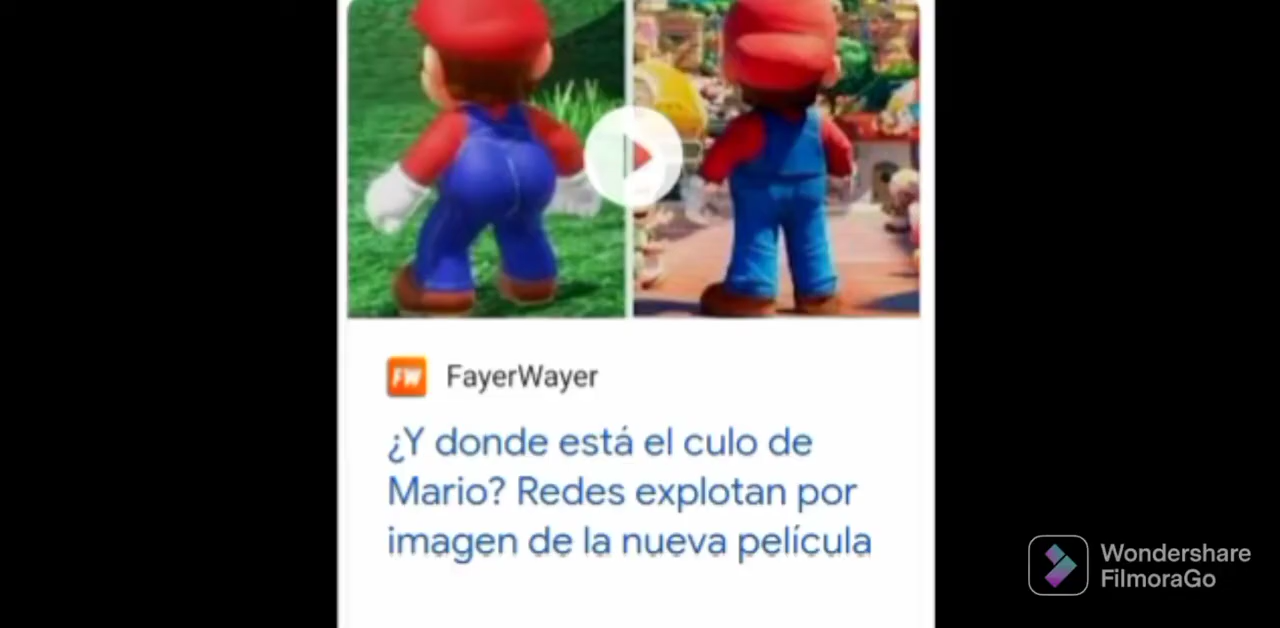 FW FayerWayer
¿Y donde está el culo de
Mario? Redes explotan por
imagen de la nueva película
Wondershare
FilmoraGo